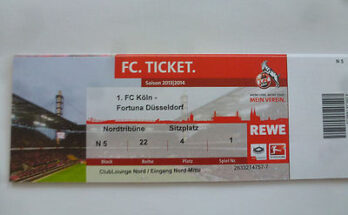 FC. TICKET.
Saison 2013|2014
1. FC Köln -
Fortuna Düsseldorf
MEIN VEREIN.
Nordtribüne Sitzplatz
REWE
N 5 22 4 1
Block Reihe Platz Spiel Nr
ClubLounge Nord / Eingang Nord-Mitte
N 5